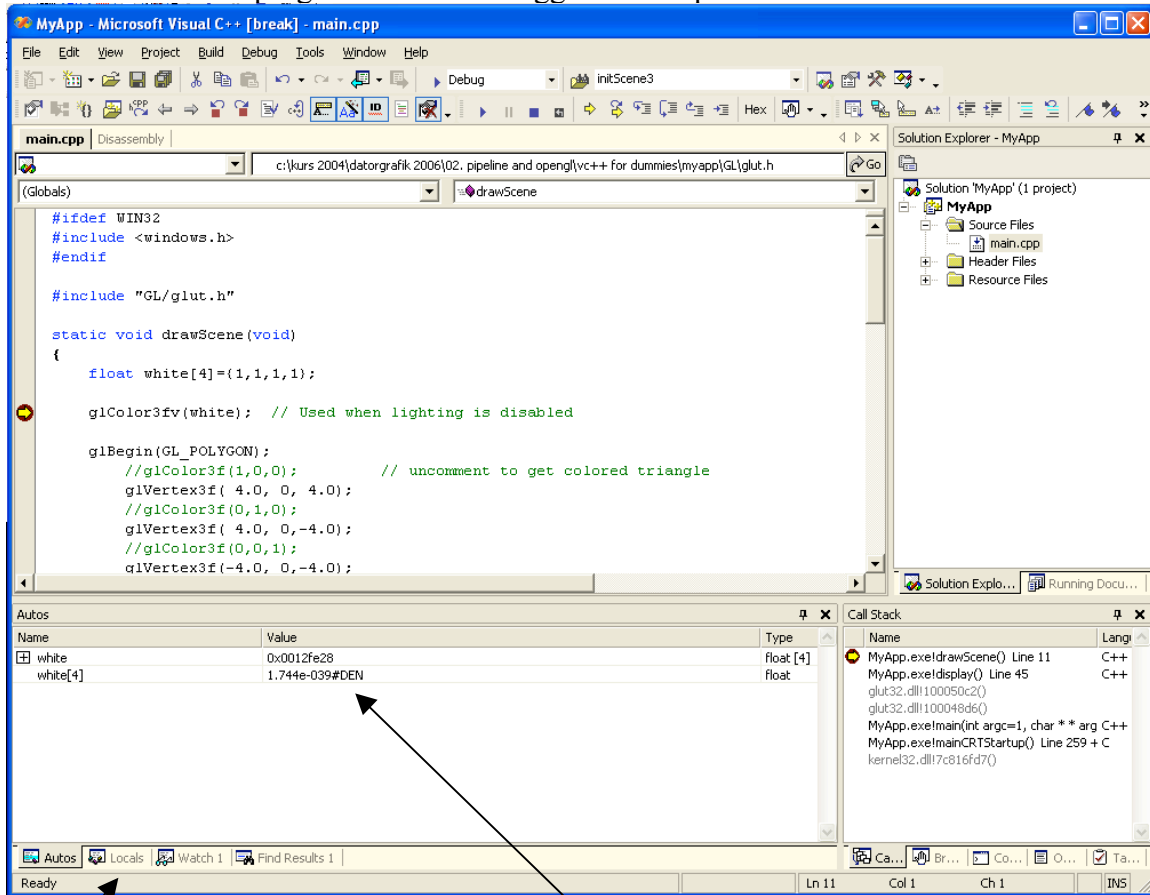 MyApp - Microsoft Visual C++ [break] - main.cpp
File Edit View Project Build Debug Tools Window Help
Debug initScene3
Hex
main.cpp Disassembly
c:\kurs 2004\datorgrafik 2006\02. pipeline and opengl\vc++ for dummies\myapp\GL\glut.h Go
(Globals) drawScene
#ifdef WIN32
#include <windows.h>
#endif
#include "GL/glut.h"
static void drawScene(void)
{
float white[4]={1,1,1,1};
glColor3fv(white); // Used when lighting is disabled
glBegin(GL_POLYGON);
//glColor3f(1,0,0); // uncomment to get colored triangle
glVertex3f( 4.0, 0, 4.0);
//glColor3f(0,1,0);
glVertex3f( 4.0, 0,-4.0);
//glColor3f(0,0,1);
glVertex3f(-4.0, 0,-4.0);
Solution Explorer - MyApp
Solution 'MyApp' (1 project)
MyApp
Source Files
main.cpp
Header Files
Resource Files
Solution Explo... Running Docu...
Autos
Name Value Type
white 0x0012fe28 float [4]
white[4] 1.744e-039#DEN float
Autos Locals Watch 1 Find Results 1
Call Stack
Name Langu
MyApp.exe!drawScene() Line 11 C++
MyApp.exe!display() Line 45 C++
glut32.dll!100050c2()
glut32.dll!100048d6()
MyApp.exe!main(int argc=1, char * * arg C++
MyApp.exe!mainCRTStartup() Line 259 + C
kernel32.dll!7c816fd7()
Ca... Br... Co... O... Ta...
Ready Ln 11 Col 1 Ch 1 INS